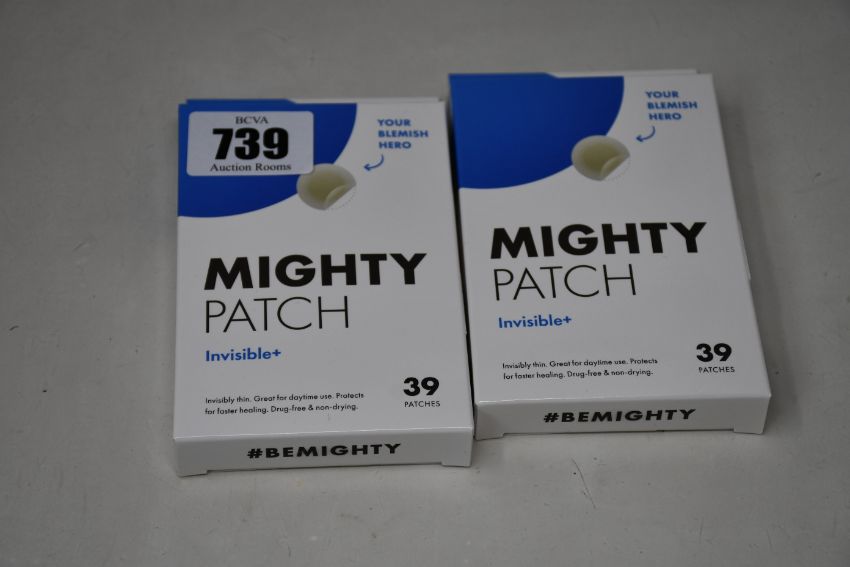 BCVA
739
Auction Rooms
YOUR
BLEMISH
HERO
MIGHTY
PATCH
Invisible+
Invisibly thin. Great for daytime use. Protects
for faster healing. Drug-free & non-drying.
39
PATCHES
#BEMIGHTY
YOUR
BLEMISH
HERO
MIGHTY
PATCH
Invisible+
Invisibly thin. Great for daytime use. Protects
for faster healing. Drug-free & non-drying.
39
PATCHES
#BEMIGHTY